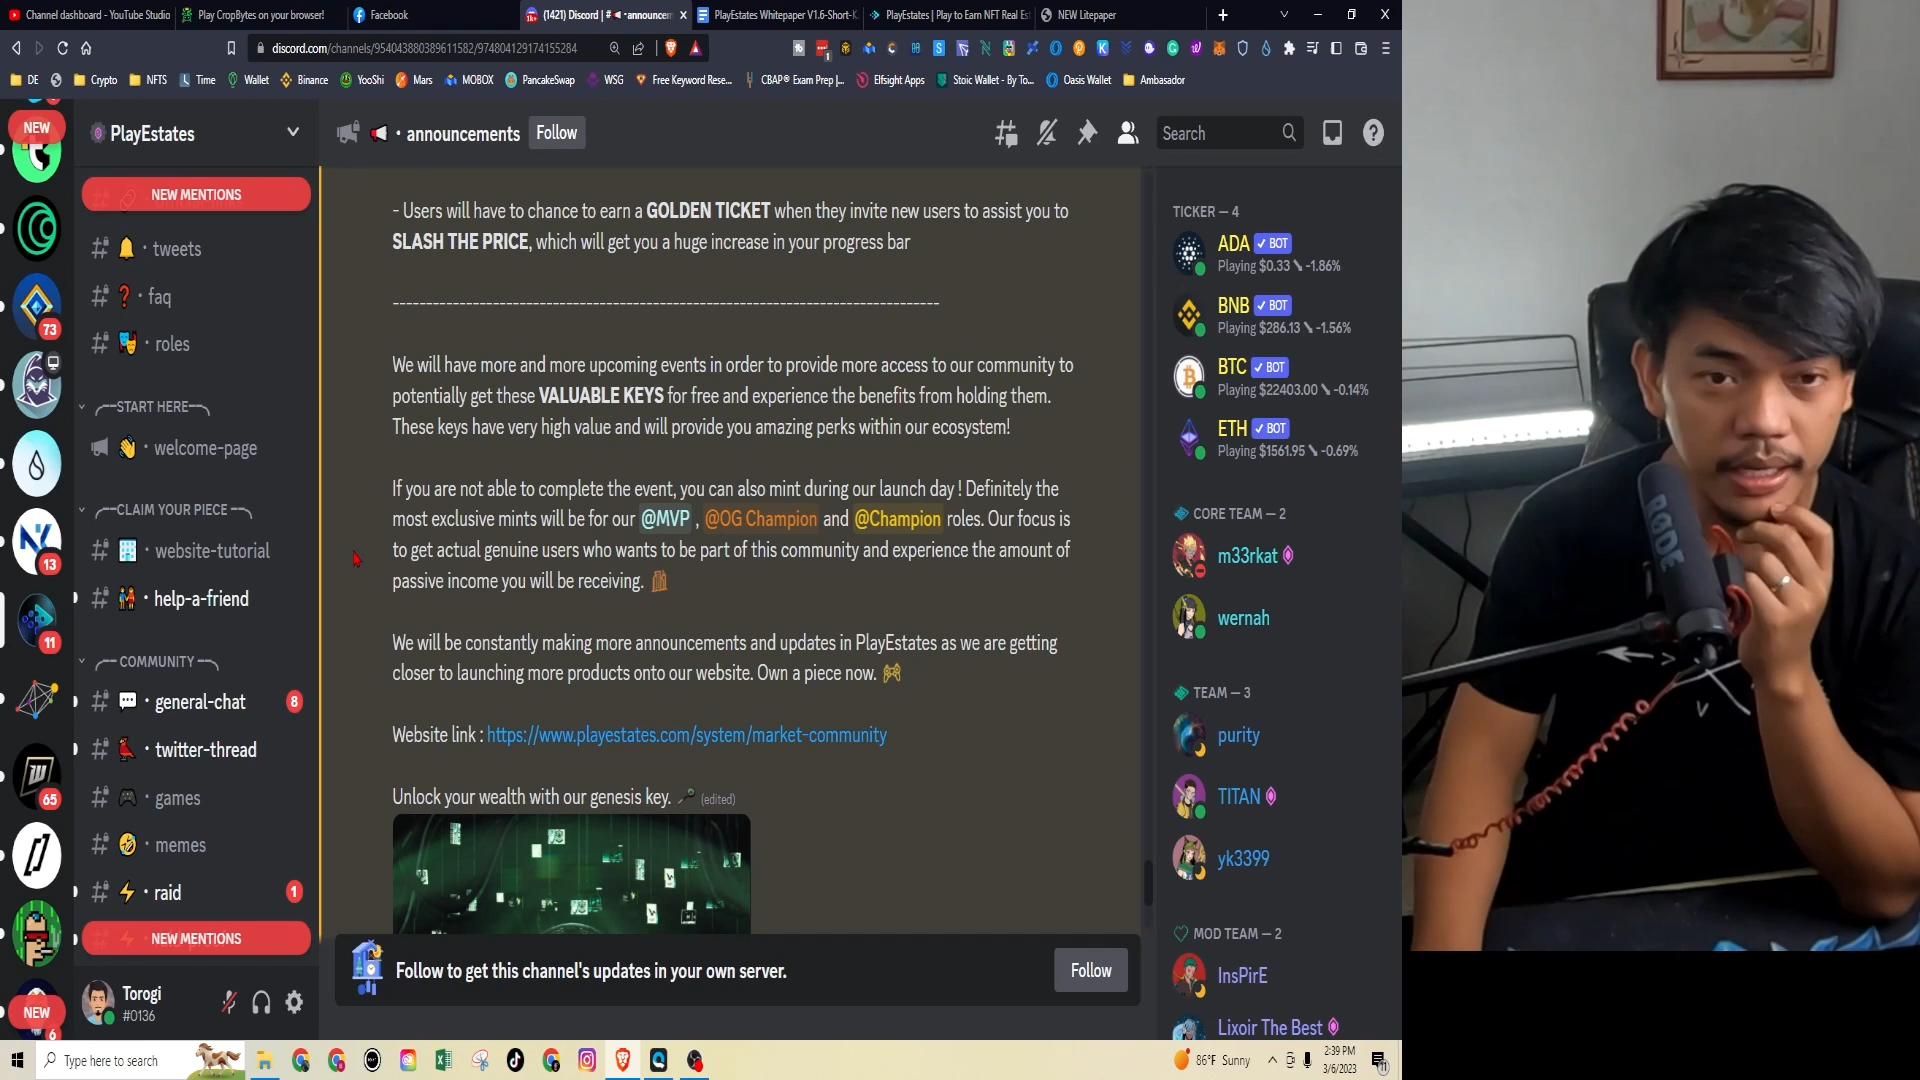 Channel dashboard - YouTube Studio
Play CropBytes on your browser!
Facebook
(1421) Discord | #
announcem
PlayEstates Whitepaper V1.6-Short-K
PlayEstates | Play to Earn NFT Real Es
NEW Litepaper
discord.com/channels/954043880389611582/974804129174155284
DE
Crypto
NFTS
Time
Wallet
Binance
YooShi
Mars
MOBOX
PancakeSwap
WSG
Free Keyword Rese...
CBAP® Exam Prep |...
Elfsight Apps
Stoic Wallet - By To...
Oasis Wallet
Ambasador
NEW
73
13
11
65
NEW
6
PlayEstates
NEW MENTIONS
tweets
faq
roles
START HERE
welcome-page
CLAIM YOUR PIECE
website-tutorial
help-a-friend
COMMUNITY
general-chat
8
twitter-thread
games
memes
raid
1
NEW MENTIONS
Torogi
#0136
announcements
Follow
Search
- Users will have to chance to earn a GOLDEN TICKET when they invite new users to assist you to
SLASH THE PRICE, which will get you a huge increase in your progress bar
----------------------------------------------------------------------------------
We will have more and more upcoming events in order to provide more access to our community to
potentially get these VALUABLE KEYS for free and experience the benefits from holding them.
These keys have very high value and will provide you amazing perks within our ecosystem!
If you are not able to complete the event, you can also mint during our launch day ! Definitely the
most exclusive mints will be for our @MVP , @OG Champion and @Champion roles. Our focus is
to get actual genuine users who wants to be part of this community and experience the amount of
passive income you will be receiving.
We will be constantly making more announcements and updates in PlayEstates as we are getting
closer to launching more products onto our website. Own a piece now.
Website link : https://www.playestates.com/system/market-community
Unlock your wealth with our genesis key. (edited)
Follow to get this channel's updates in your own server.
Follow
TICKER — 4
ADA BOT
Playing $0.33 -1.86%
BNB BOT
Playing $286.13 -1.56%
BTC BOT
Playing $22403.00 -0.14%
ETH BOT
Playing $1561.95 -0.69%
CORE TEAM — 2
m33rkat
wernah
TEAM — 3
purity
TITAN
yk3399
MOD TEAM — 2
InsPirE
Lixoir The Best
RØDE
Type here to search
86°F Sunny
2:39 PM
3/6/2023